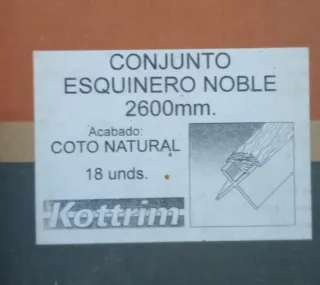 CONJUNTO
ESQUINERO NOBLE
2600mm.
Acabado:
COTO NATURAL
18 unds.
Kottrim